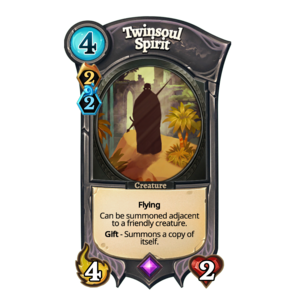 Twinsoul
Spirit
4
2
2
Creature
Flying
Can be summoned adjacent
to a friendly creature.
Gift - Summons a copy of
itself.
4
2